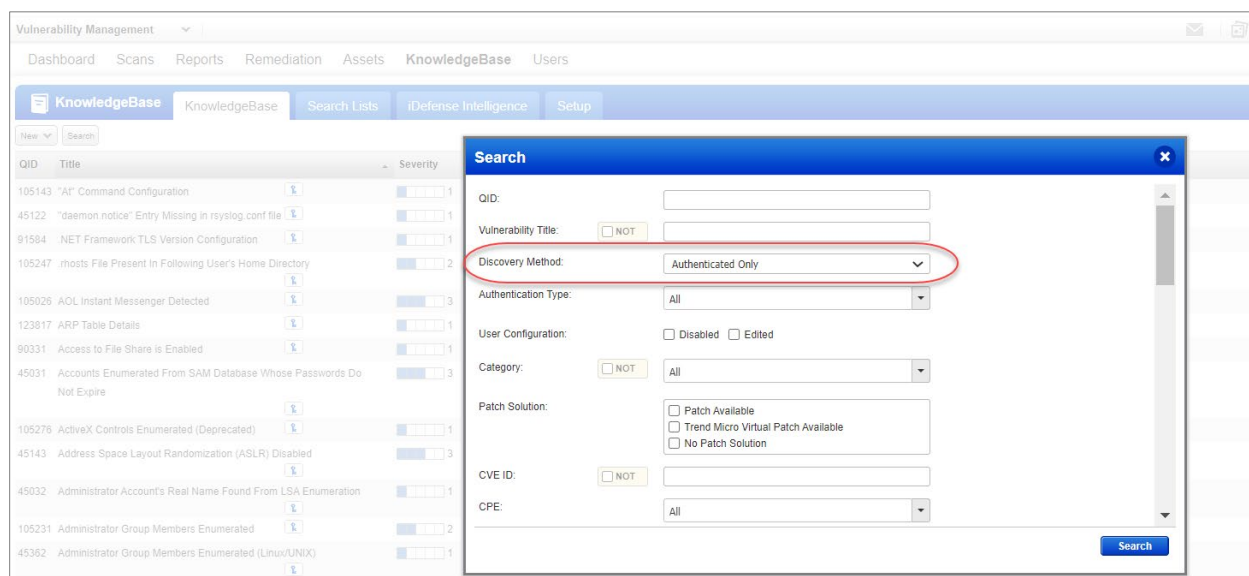 Vulnerability Management
Dashboard Scans Reports Remediation Assets KnowledgeBase Users
KnowledgeBase KnowledgeBase Search Lists iDefense Intelligence Setup
New Search
QID Title Severity
105143 "At" Command Configuration 1
45122 "daemon.notice" Entry Missing in rsyslog.conf file 1
91584 .NET Framework TLS Version Configuration 1
105247 .rhosts File Present In Following User's Home Directory 2
105026 AOL Instant Messenger Detected 3
123817 ARP Table Details 1
90331 Access to File Share is Enabled 1
45031 Accounts Enumerated From SAM Database Whose Passwords Do 3
Not Expire
105276 ActiveX Controls Enumerated (Deprecated) 1
45143 Address Space Layout Randomization (ASLR) Disabled 3
45032 Administrator Account's Real Name Found From LSA Enumeration 1
105231 Administrator Group Members Enumerated 2
45362 Administrator Group Members Enumerated (Linux/UNIX) 1
Search
QID:
Vulnerability Title: NOT
Discovery Method: Authenticated Only
Authentication Type: All
User Configuration: Disabled Edited
Category: NOT All
Patch Solution: Patch Available
Trend Micro Virtual Patch Available
No Patch Solution
CVE ID: NOT
CPE: All
Search